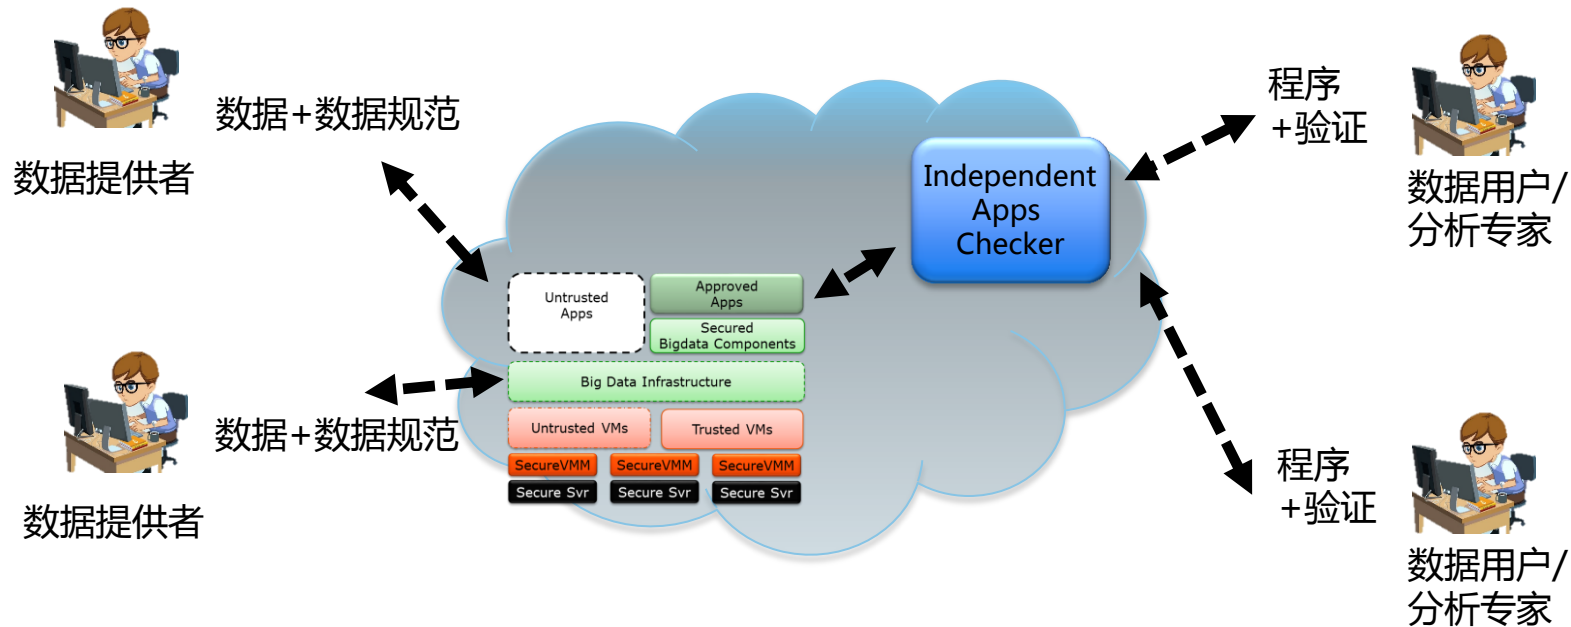 数据+数据规范
数据提供者
数据+数据规范
数据提供者
Untrusted
Apps
Approved
Apps
Secured
Bigdata Components
Big Data Infrastructure
Untrusted VMs
Trusted VMs
SecureVMM
SecureVMM
SecureVMM
Secure Svr
Secure Svr
Secure Svr
Independent
Apps
Checker
程序
+验证
数据用户/
分析专家
程序
+验证
数据用户/
分析专家